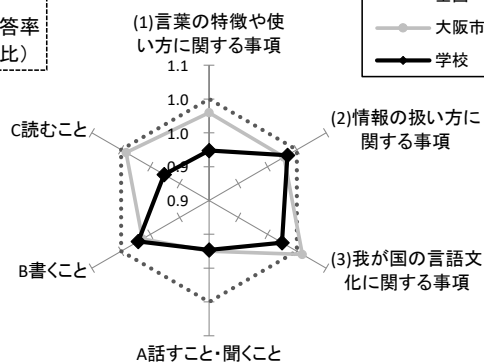 答率
比）
大阪市
学校
(1)言葉の特徴や使
い方に関する事項
1.1
1.0
1.0
0.9
0.9
(2)情報の扱い方に
関する事項
(3)我が国の言語文
化に関する事項
A話すこと・聞くこと
B書くこと
C読むこと